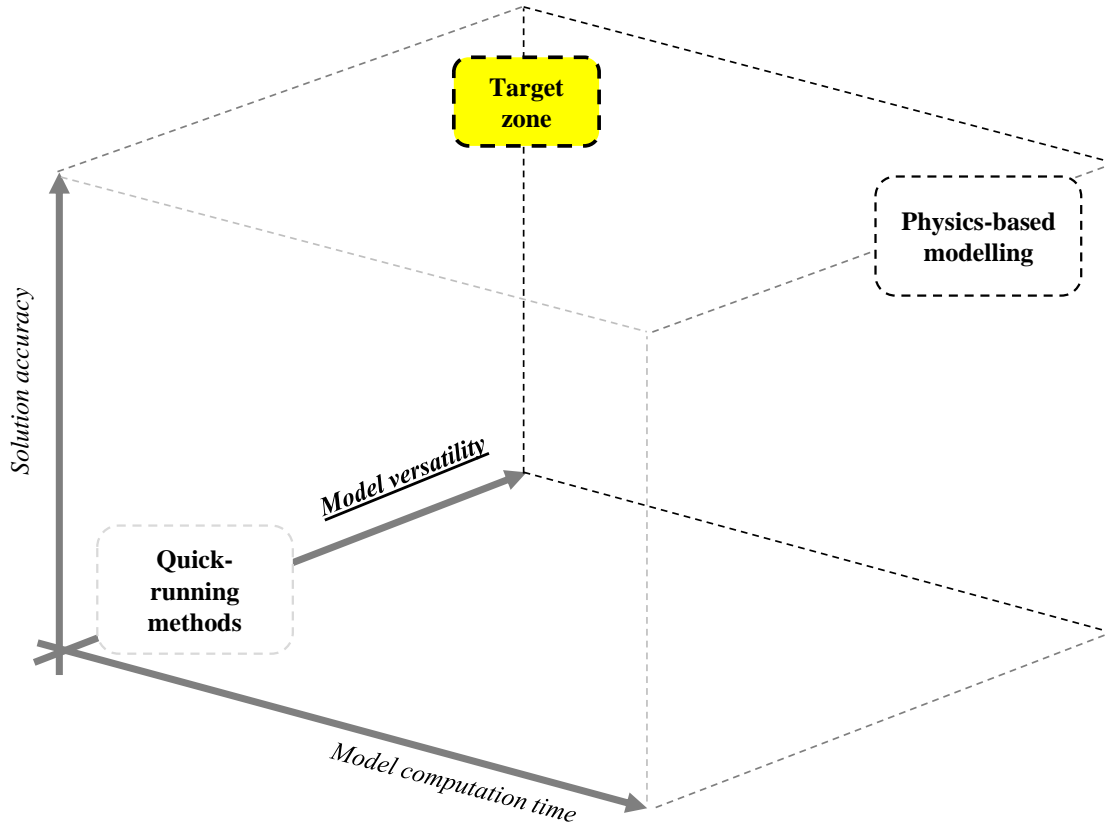 Target
zone
Physics-based
modelling
Solution accuracy
Model versatility
Quick-
running
methods
Model computation time